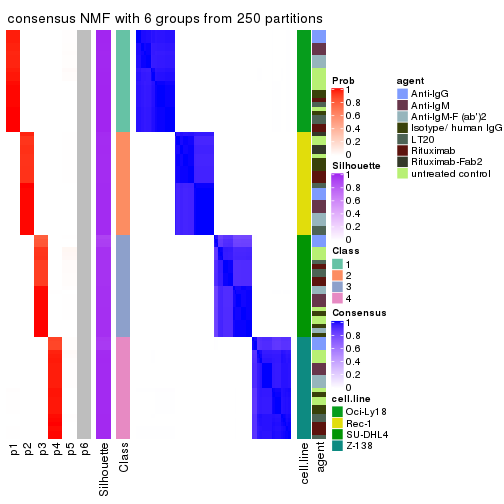 consensus NMF with 6 groups from 250 partitions
Prob
1
0.8
0.6
0.4
0.2
0
Silhouette
1
0.8
0.6
0.4
0.2
0
Class
1
2
3
4
Consensus
1
0.8
0.6
0.4
0.2
0
cell.line
Oci-Ly18
Rec-1
SU-DHL4
Z-138
agent
Anti-IgG
Anti-IgM
Anti-IgM-F (ab')2
Isotype/ human IgG
LT20
Rituximab
Rituximab-Fab2
untreated control
p1
p2
p3
p4
p5
p6
Silhouette
Class
cell.line
agent